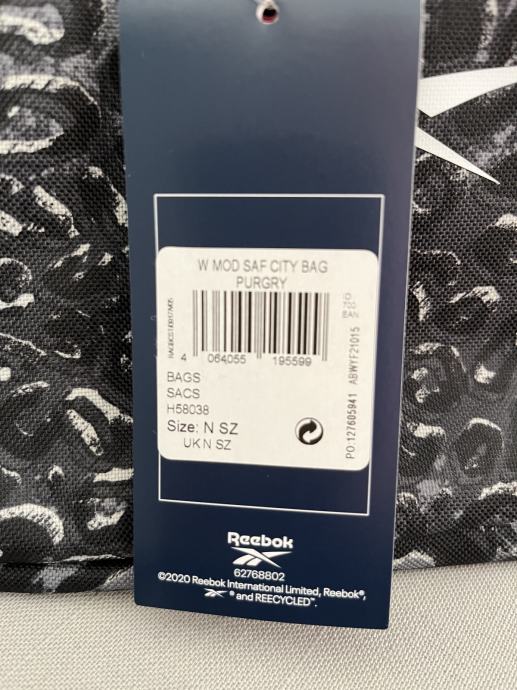 W MOD SAF CITY BAG
PURGRY
4 064055 195599
BAGS
SACS
H58038
Size: N SZ
UK N SZ
EAN
PO:127605941 ABWYF21015
Reebok
62768802
©2020 Reebok International Limited, Reebok®,
® and REECYCLED™.